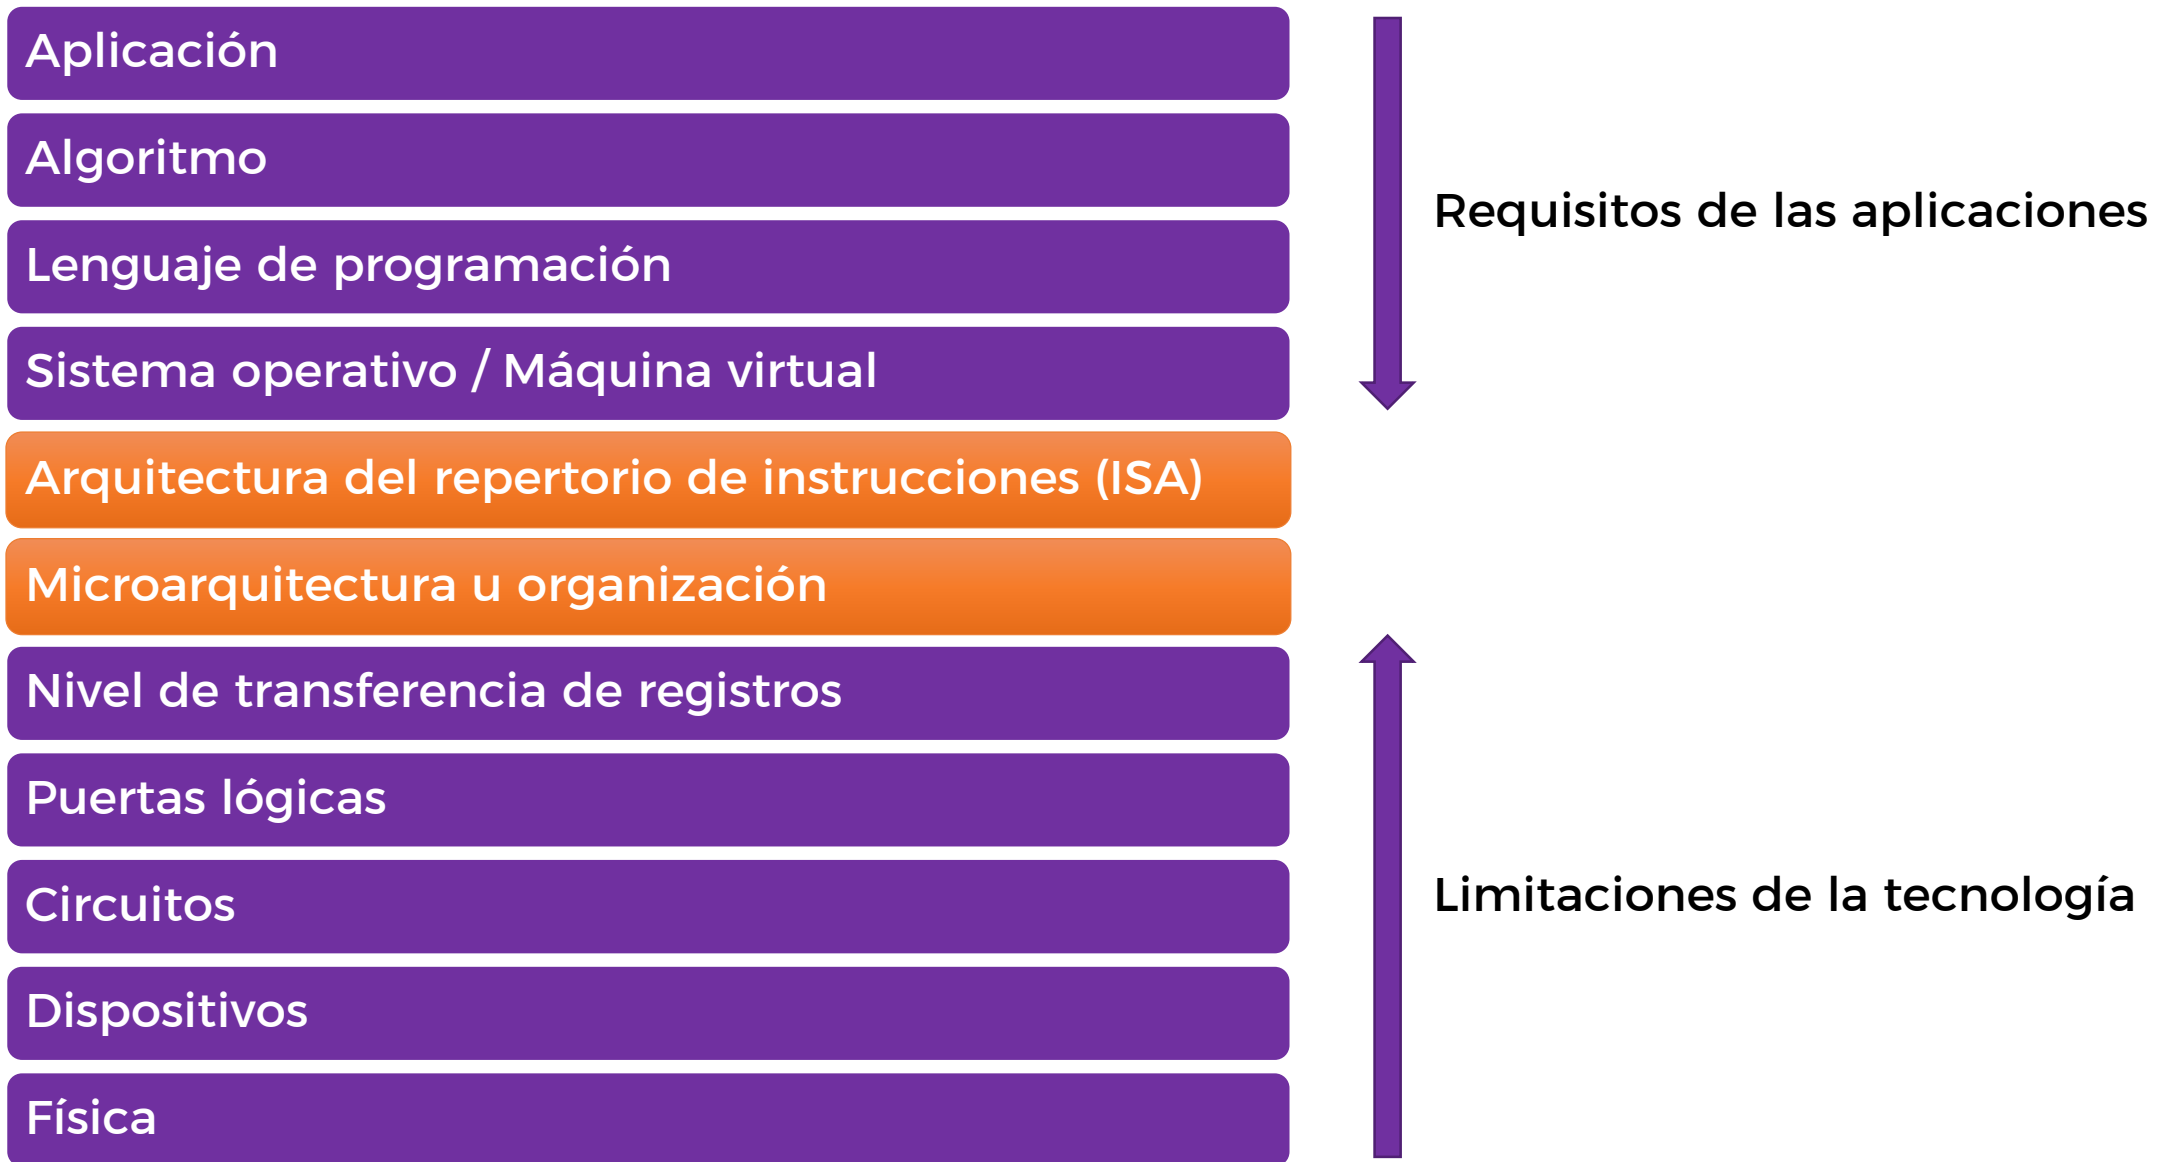 Aplicación
Algoritmo
Lenguaje de programación
Sistema operativo / Máquina virtual
Arquitectura del repertorio de instrucciones (ISA)
Microarquitectura u organización
Nivel de transferencia de registros
Puertas lógicas
Circuitos
Dispositivos
Física
Requisitos de las aplicaciones
Limitaciones de la tecnología